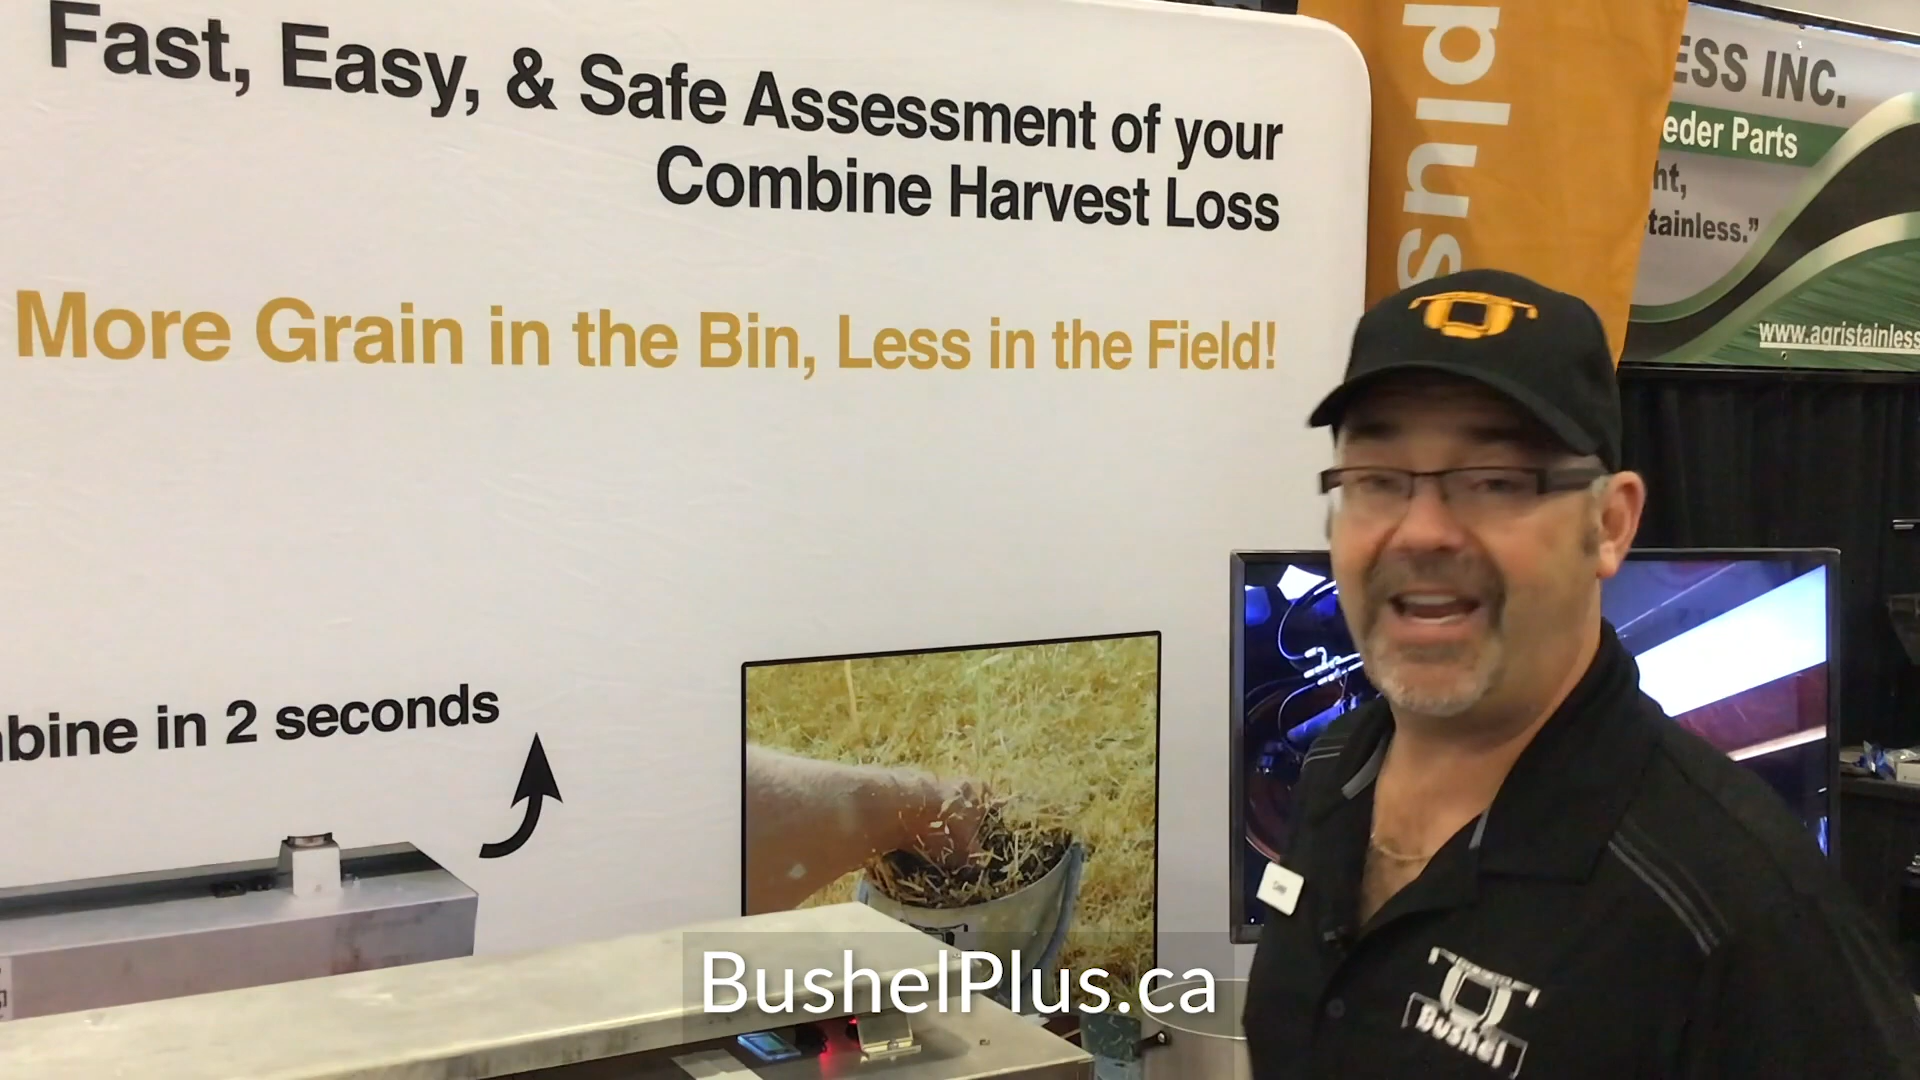 Fast, Easy, & Safe Assessment of your
Combine Harvest Loss
More Grain in the Bin, Less in the Field!
bine in 2 seconds
plus
ESS INC.
eder Parts
ht,
tainless."
www.agristainless
BushelPlus.ca
Bushel